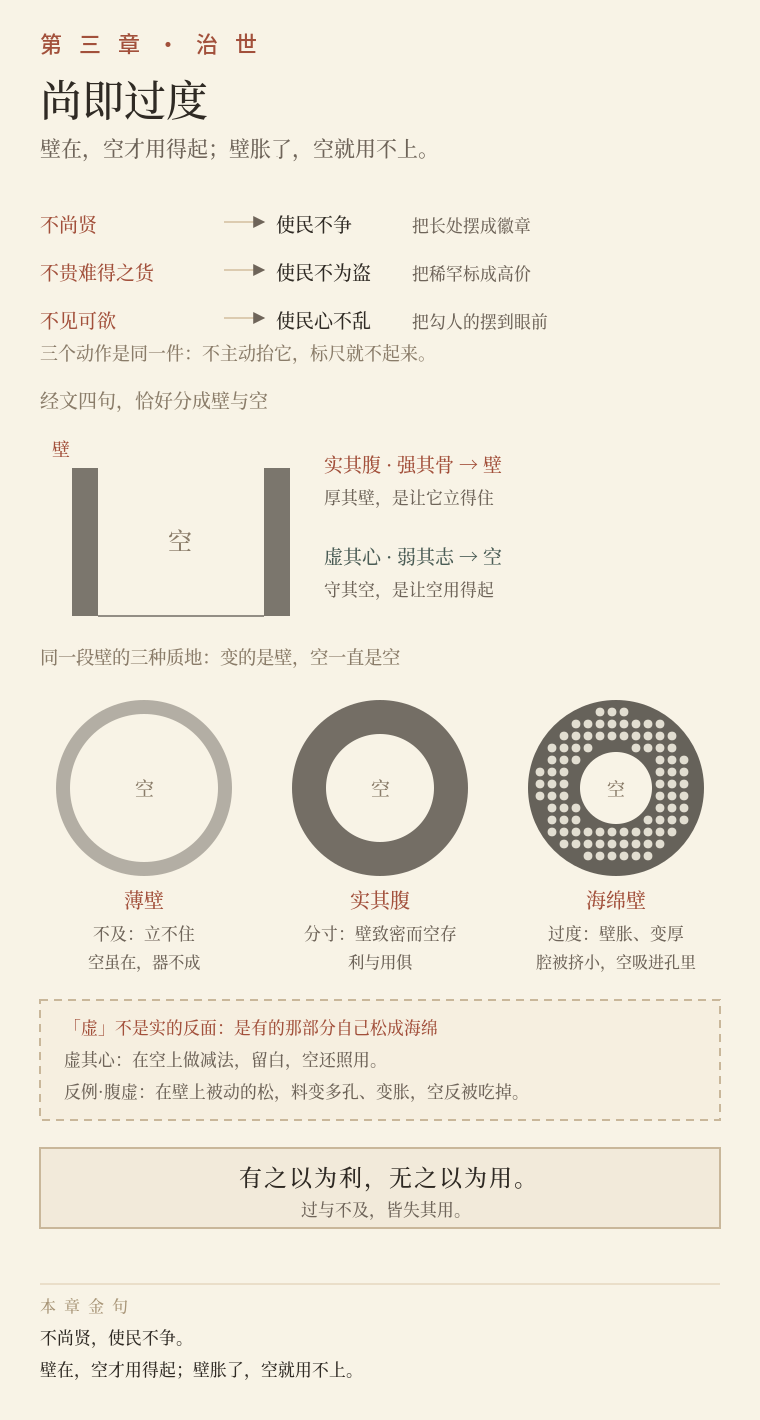 第三章・治世
尚即过度
壁在，空才用得起；壁胀了，空就用不上。
不尚贤 → 使民不争 把长处摆成徽章
不贵难得之货 → 使民不为盗 把稀罕标成高价
不见可欲 → 使民心不乱 把勾人的摆到眼前
三个动作是同一件：不主动抬它，标尺就不起来。
经文四句，恰好分成壁与空
壁
空
实其腹 · 强其骨 → 壁
厚其壁，是让它立得住
虚其心 · 弱其志 → 空
守其空，是让空用得起
同一段壁的三种质地：变的是壁，空一直是空
空 空 空
薄壁
不及：立不住
空虽在，器不成
实其腹
分寸：壁致密而空存
利与用俱
海绵壁
过度：壁胀、变厚
腔被挤小，空吸进孔里
「虚」不是实的反面：是有的那部分自己松成海绵
虚其心：在空上做减法，留白，空还照用。
反例·腹虚：在壁上被动的松，料变多孔、变胀，空反被吃掉。
有之以为利，无之以为用。
过与不及，皆失其用。
本章金句
不尚贤，使民不争。
壁在，空才用得起；壁胀了，空就用不上。